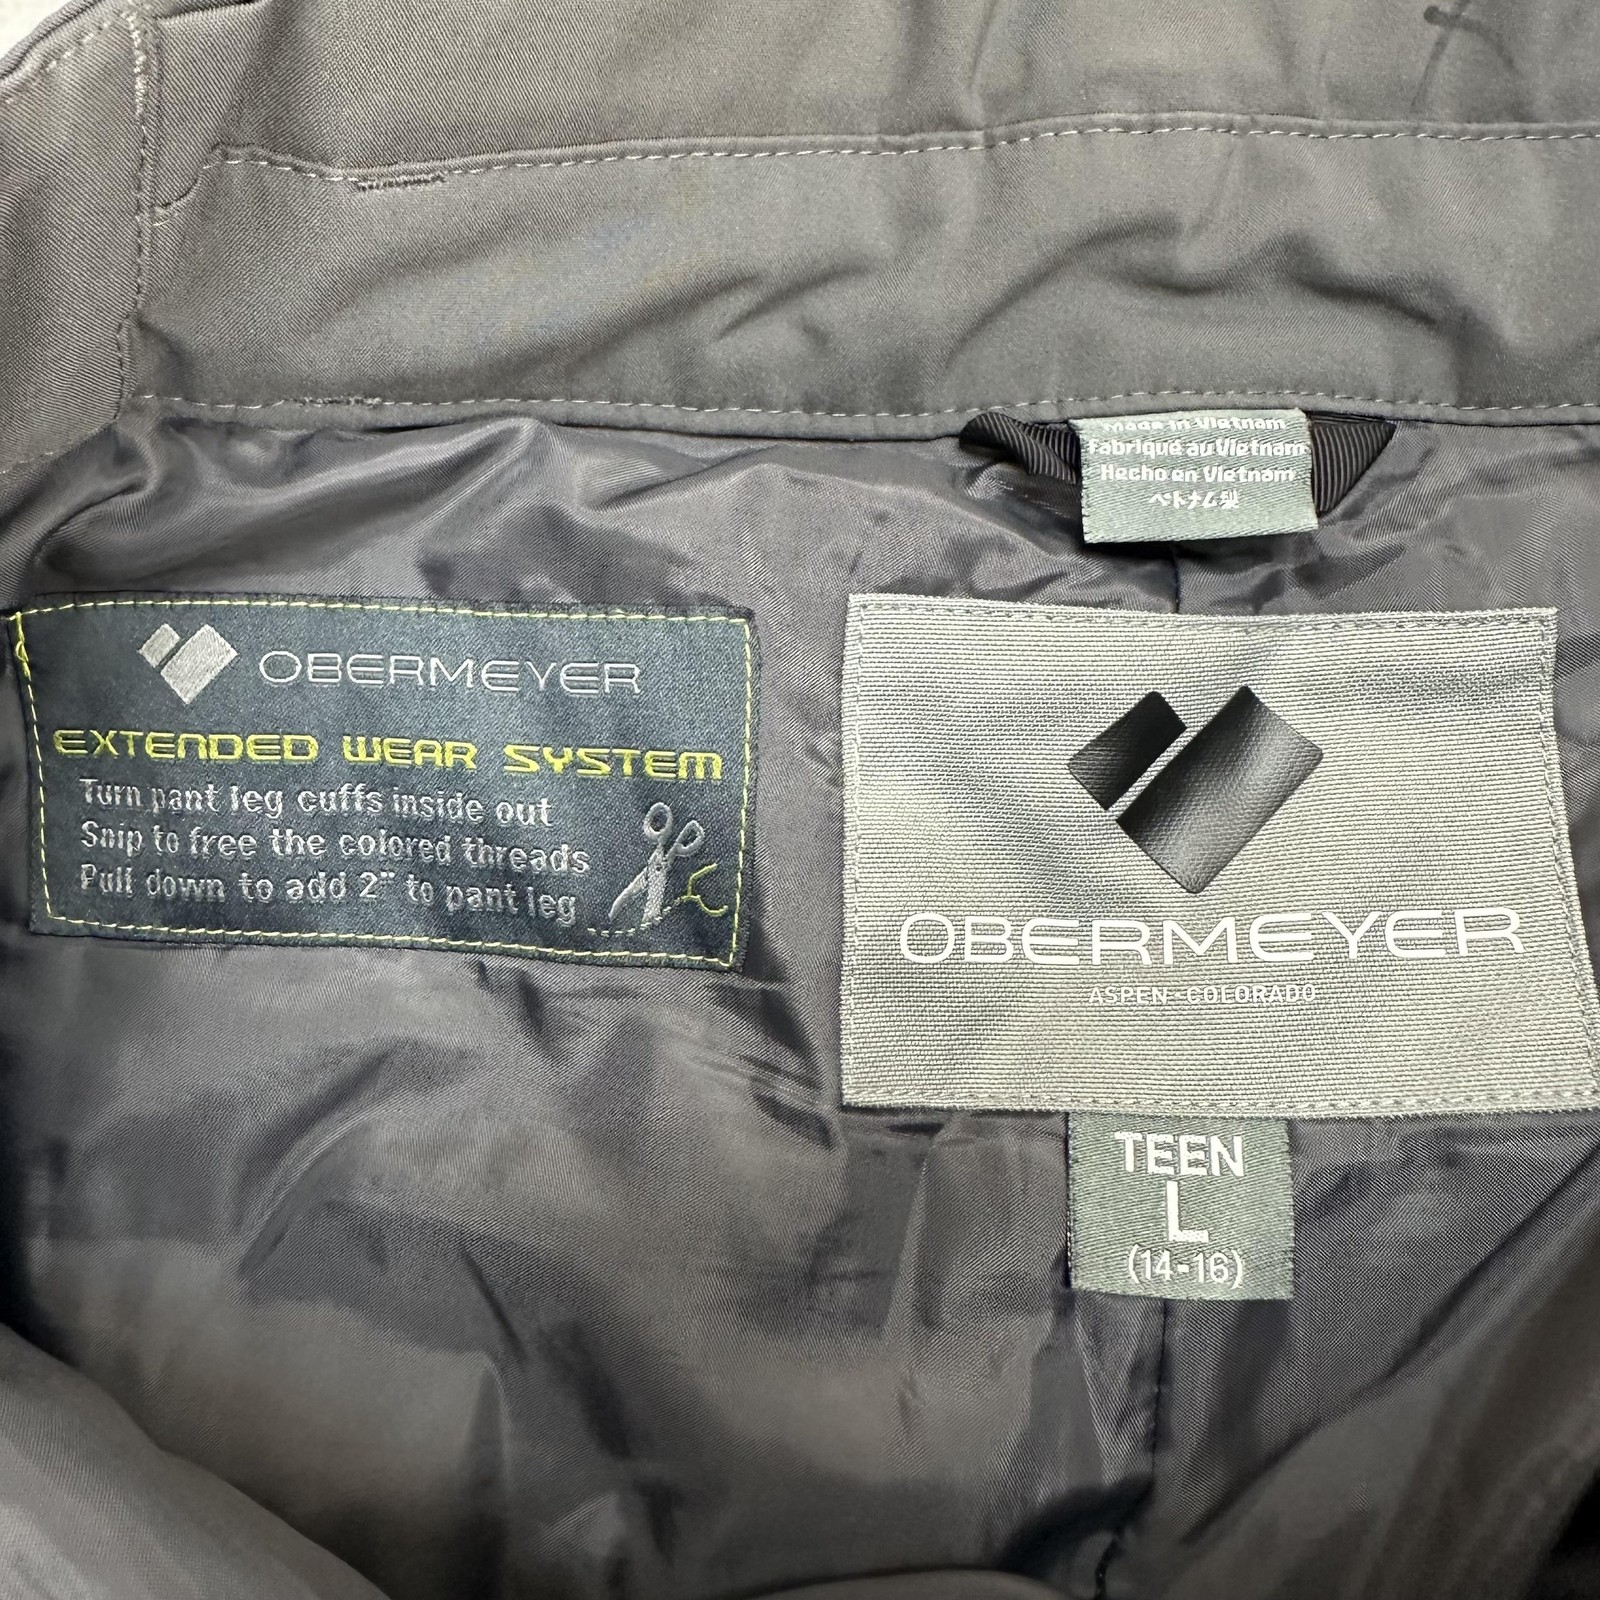 Made in Vietnam
Fabriqué au Vietnam
Hecho en Vietnam
ベトナム製
OBERMEYER
EXTENDED WEAR SYSTEM
Turn pant leg cuffs inside out
Snip to free the colored threads
Pull down to add 2" to pant leg
OBERMEYER
ASPEN-COLORADO
TEEN
L
(14-16)